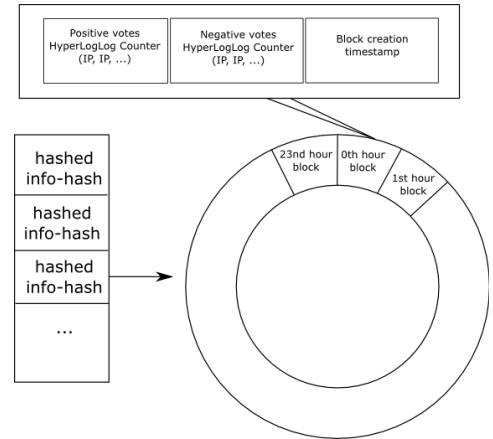 Positive votes
HyperLogLog Counter
(IP, IP, ...)
Negative votes
HyperLogLog Counter
(IP, IP, ...)
Block creation
timestamp
hashed
info-hash
hashed
info-hash
hashed
info-hash
...
23nd hour
block
0th hour
block
1st hour
block